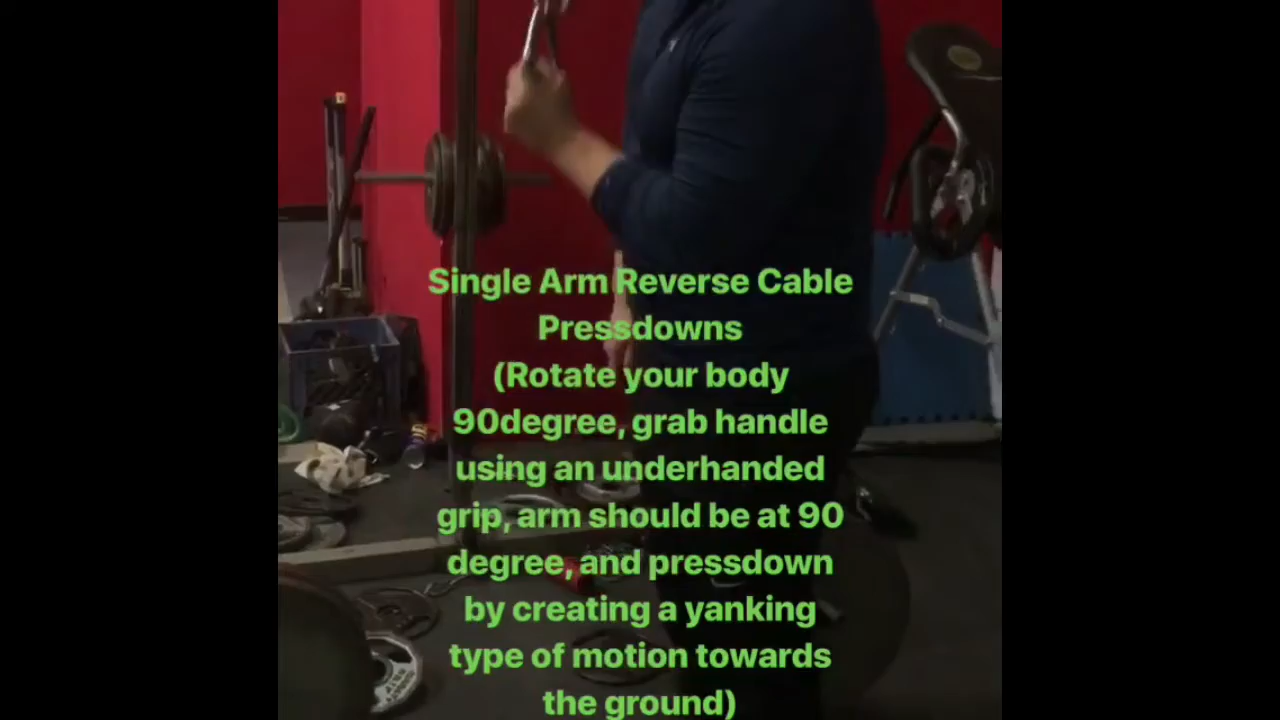 Single Arm Reverse Cable
Pressdowns
(Rotate your body
90degree, grab handle
using an underhanded
grip, arm should be at 90
degree, and pressdown
by creating a yanking
type of motion towards
the ground)